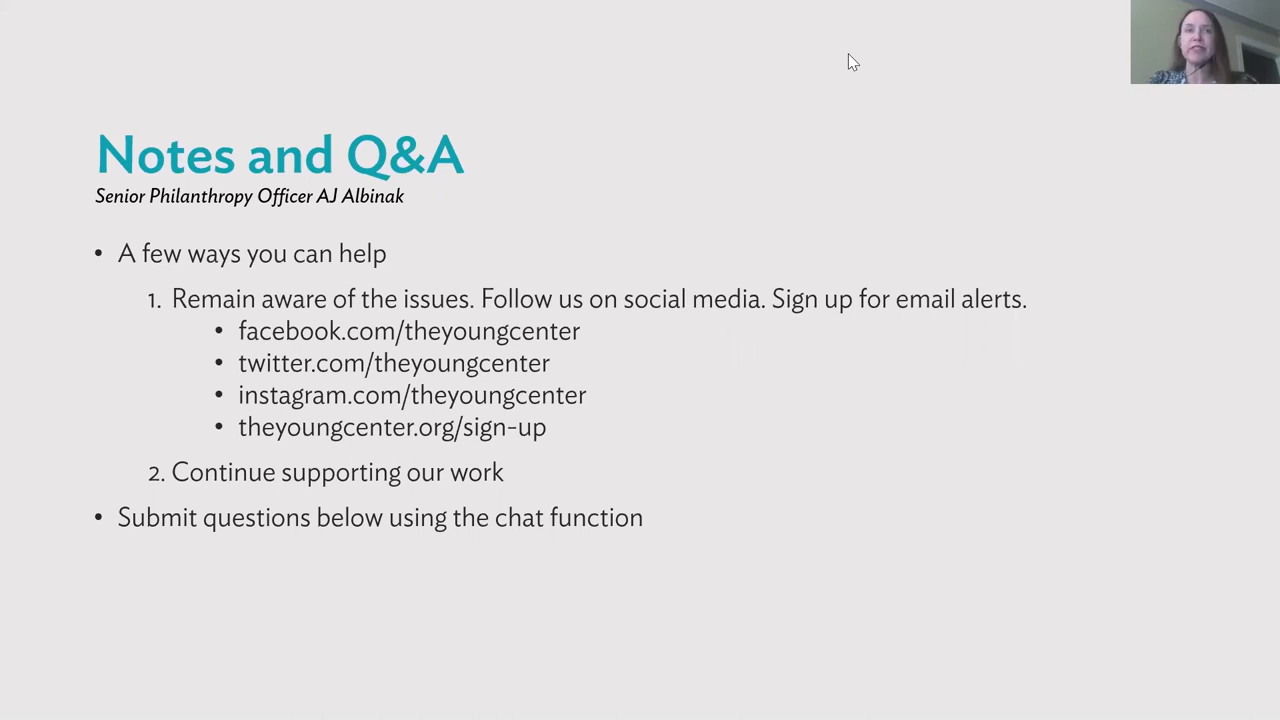 Notes and Q&A
Senior Philanthropy Officer AJ Albinak
• A few ways you can help
1. Remain aware of the issues. Follow us on social media. Sign up for email alerts.
• facebook.com/theyoungcenter
• twitter.com/theyoungcenter
• instagram.com/theyoungcenter
• theyoungcenter.org/sign-up
2. Continue supporting our work
• Submit questions below using the chat function